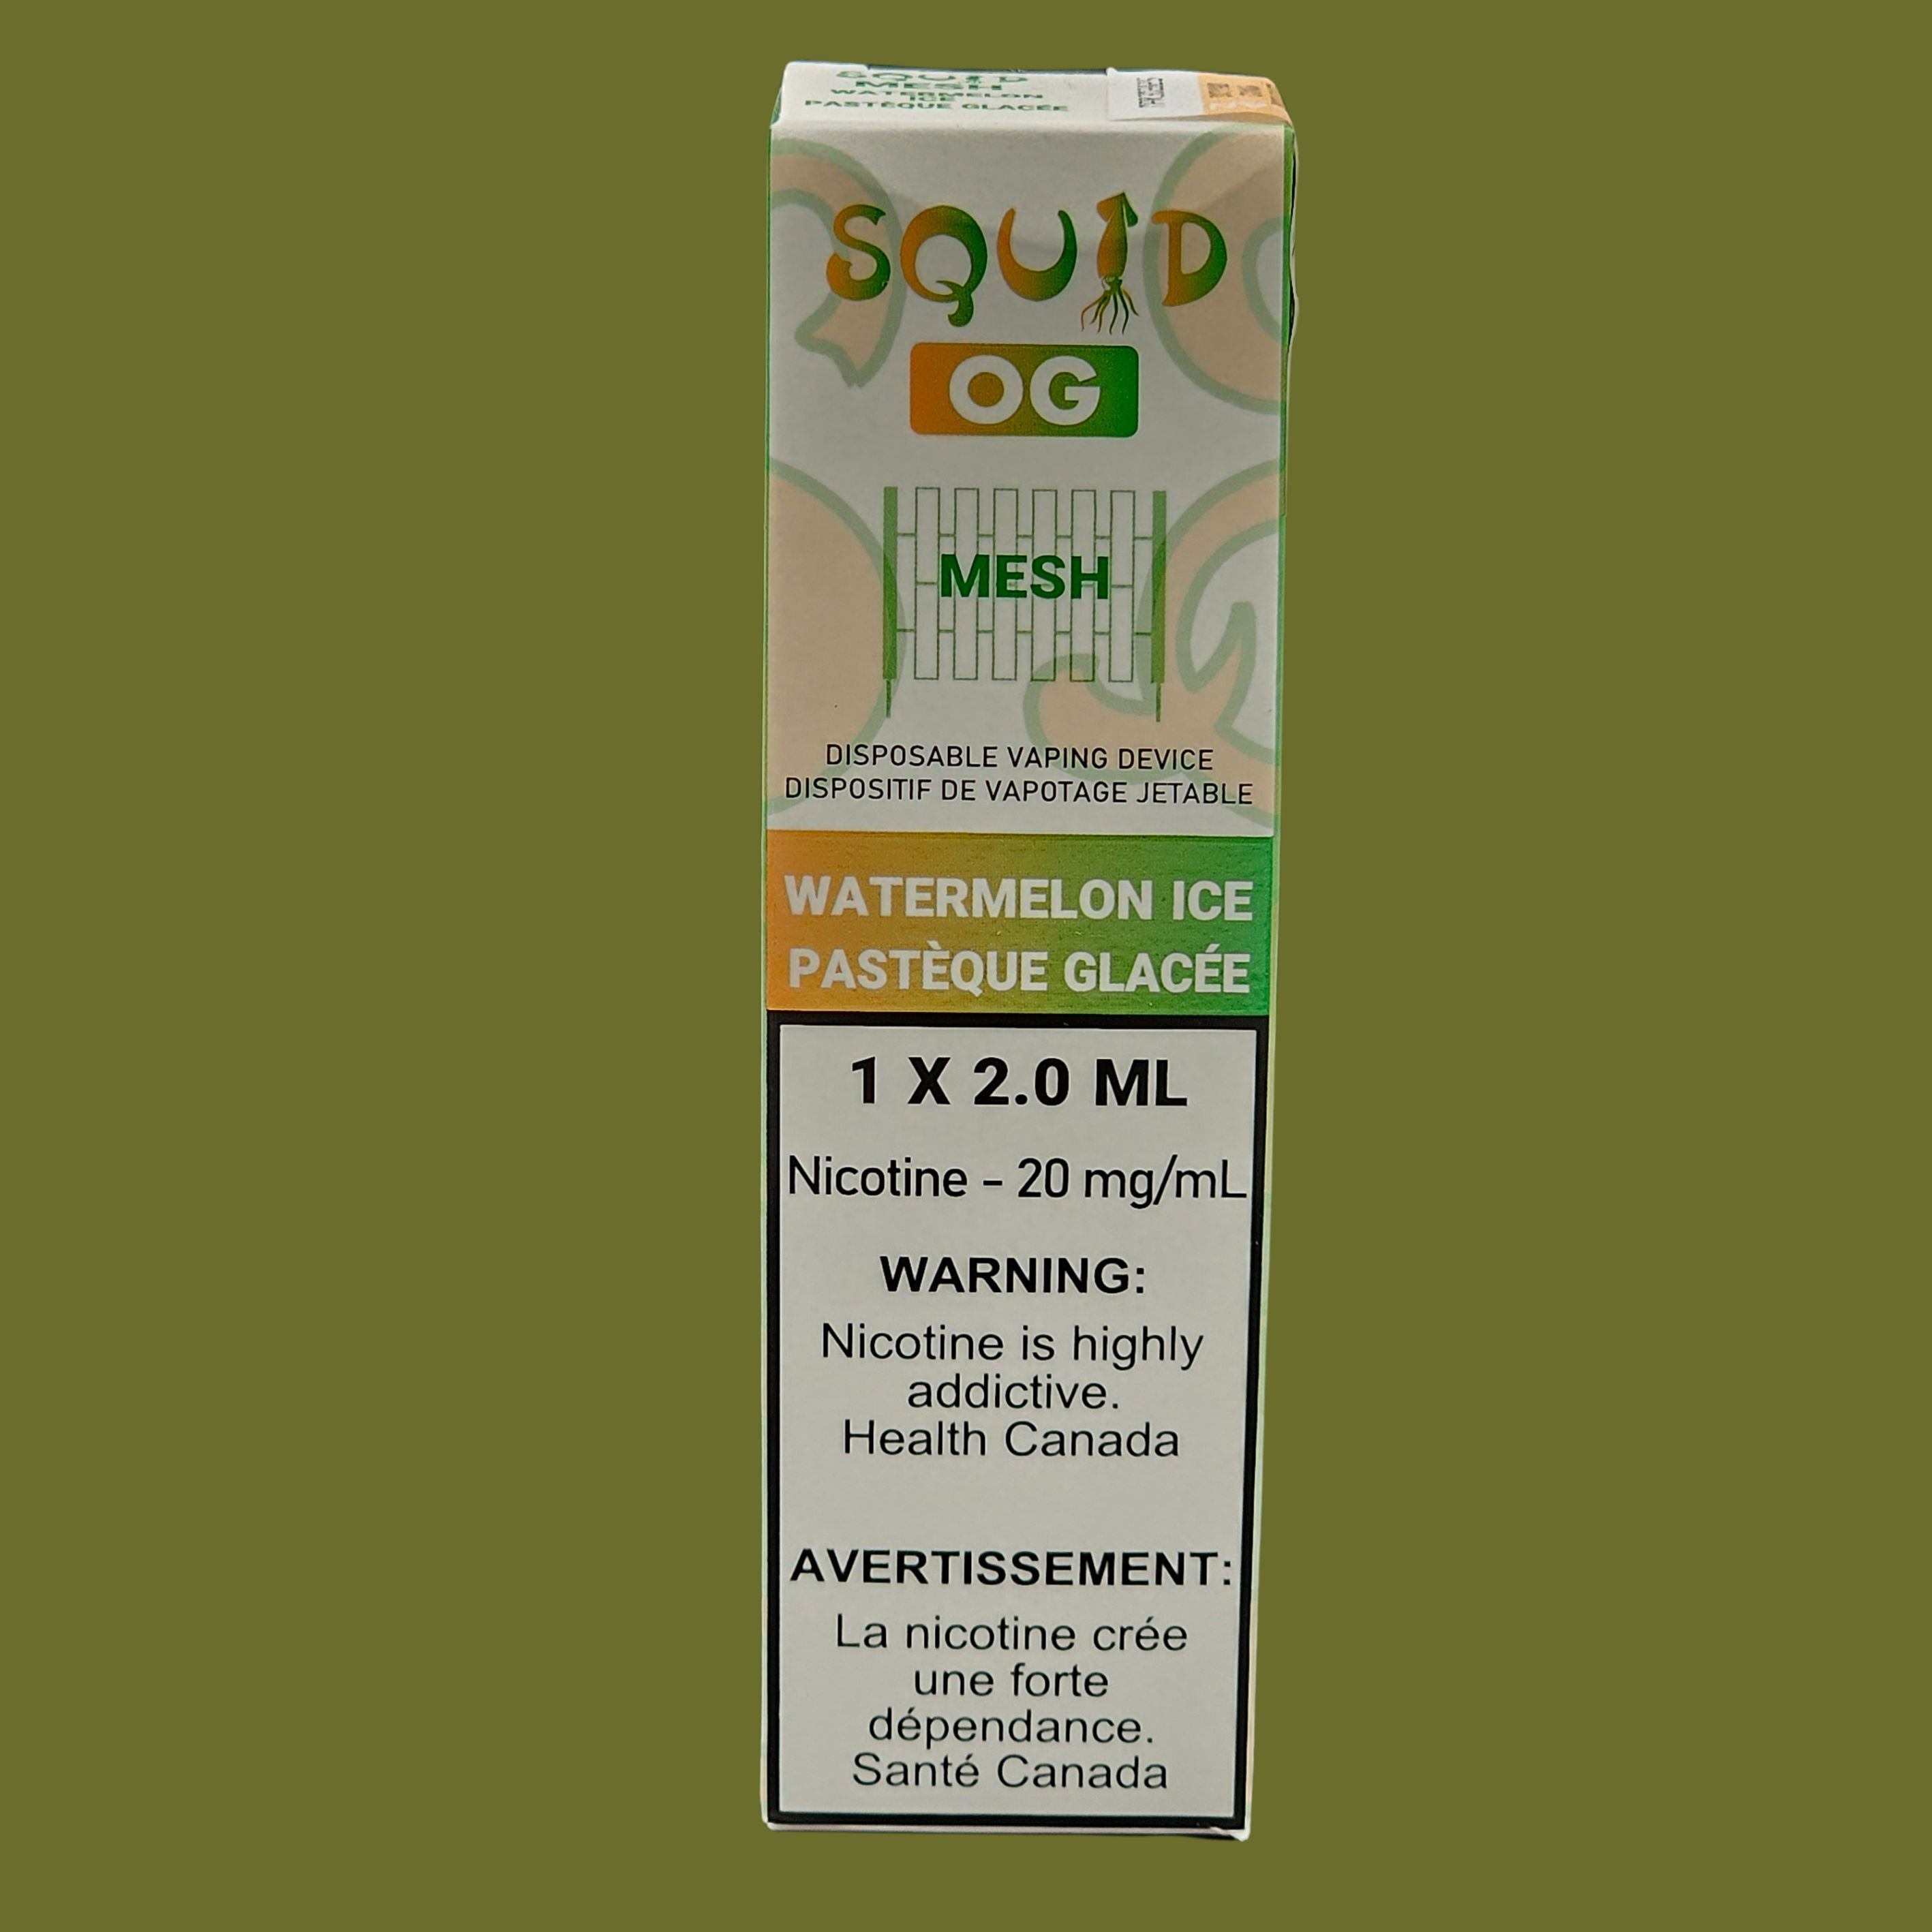 SQUID
MESH
WATERMELON
ICE
PASTÈQUE GLACÉE
SQUID
OG
MESH
DISPOSABLE VAPING DEVICE
DISPOSITIF DE VAPOTAGE JETABLE
WATERMELON ICE
PASTÈQUE GLACÉE
1 X 2.0 ML
Nicotine - 20 mg/mL
WARNING:
Nicotine is highly
addictive.
Health Canada
AVERTISSEMENT:
La nicotine crée
une forte
dépendance.
Santé Canada